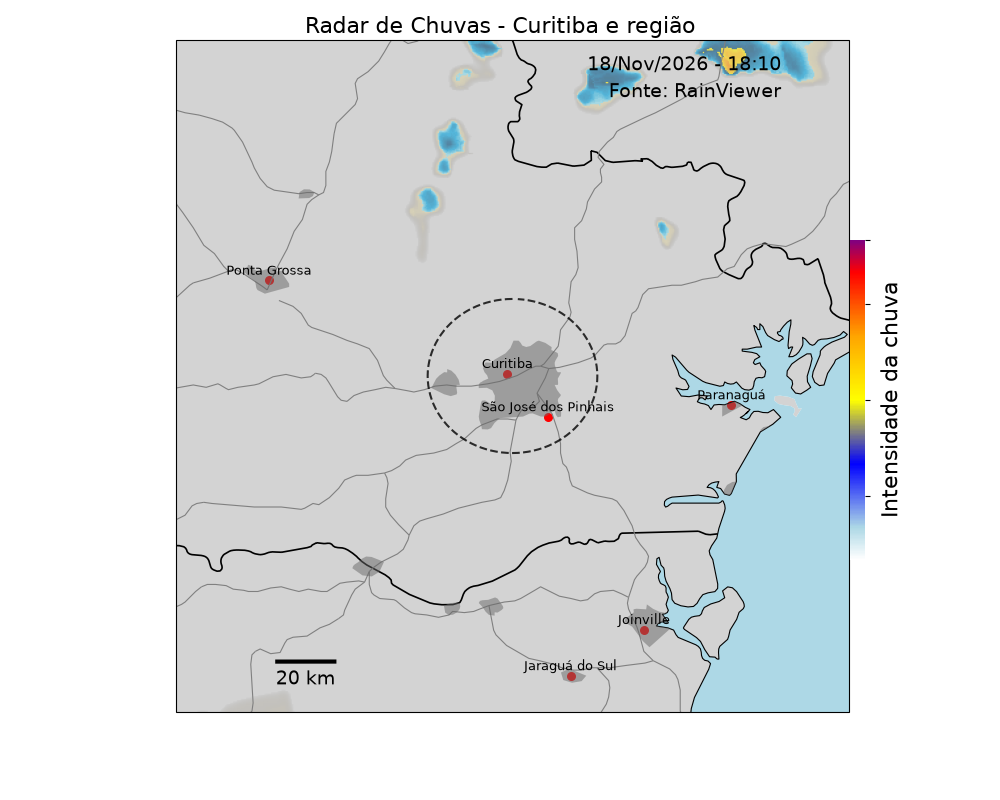 Radar de Chuvas - Curitiba e região
18/Nov/2026 - 18:10
Fonte: RainViewer
Ponta Grossa
Curitiba
São José dos Pinhais
Paranaguá
Intensidade da chuva
Joinville
Jaraguá do Sul
20 km